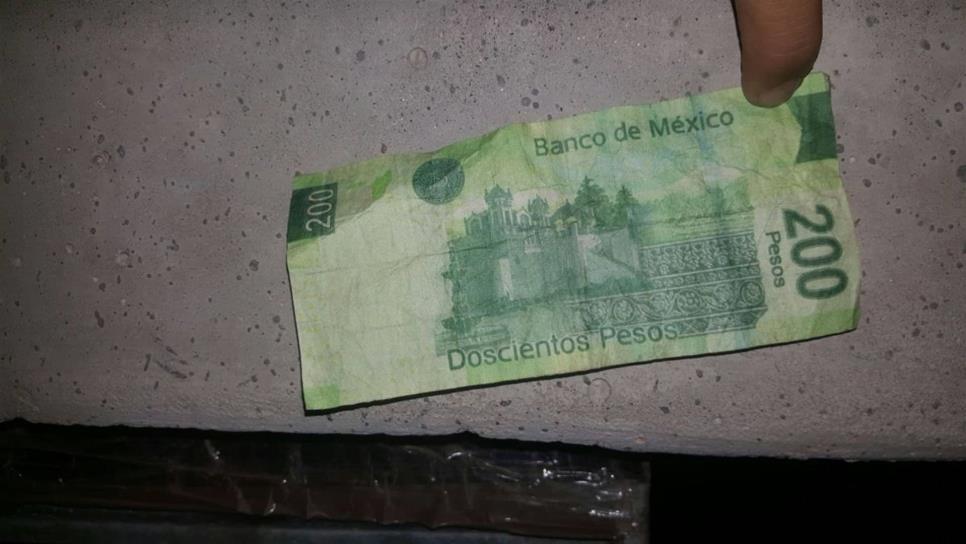 Banco de México
200
200
Pesos
Doscientos Pesos